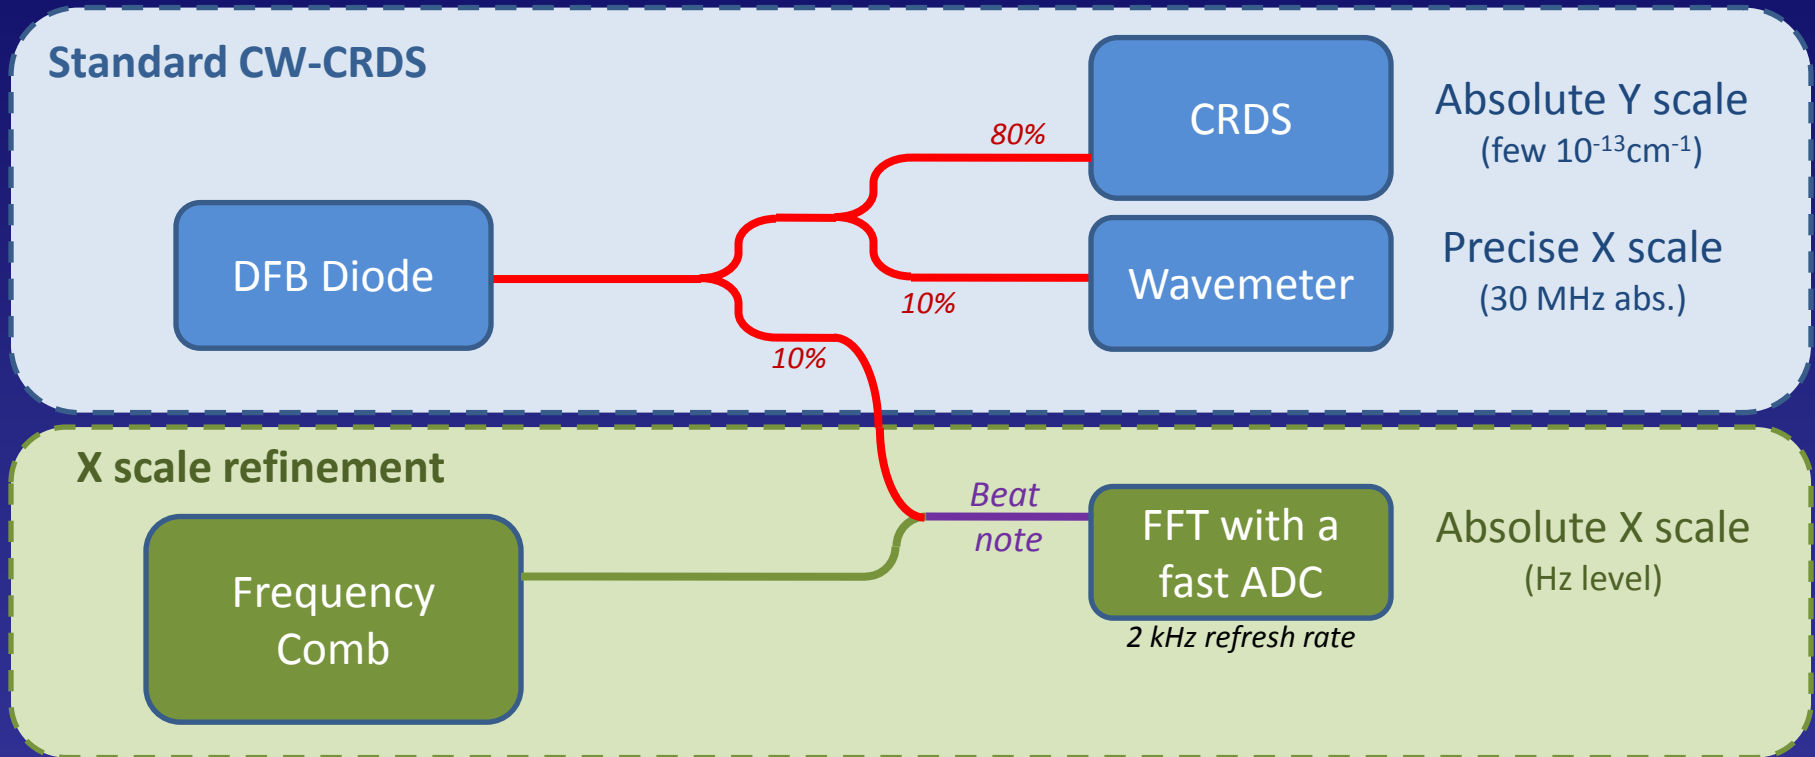 Standard CW-CRDS
80%
CRDS
Absolute Y scale
(few 10⁻¹³cm⁻¹)
DFB Diode
10%
Wavemeter
Precise X scale
(30 MHz abs.)
10%
X scale refinement
Beat
note
FFT with a
fast ADC
2 kHz refresh rate
Absolute X scale
(Hz level)
Frequency
Comb